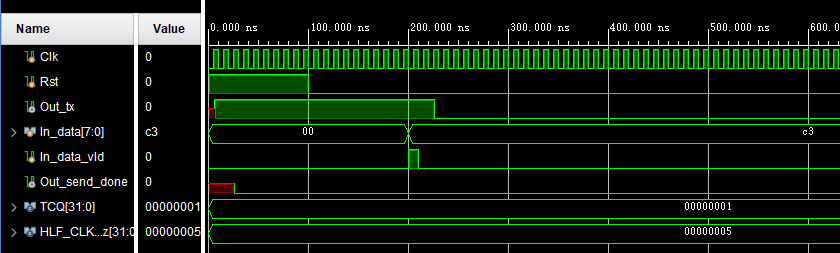 Name Value 0.000 ns 100.000 ns 200.000 ns 300.000 ns 400.000 ns 500.000 ns 600.0
Clk 0
Rst 0
Out_tx 0
In_data[7:0] c3 00 c3
In_data_vld 0
Out_send_done 0
TCQ[31:0] 00000001 00000001
HLF_CLK...z[31:0 00000005 00000005